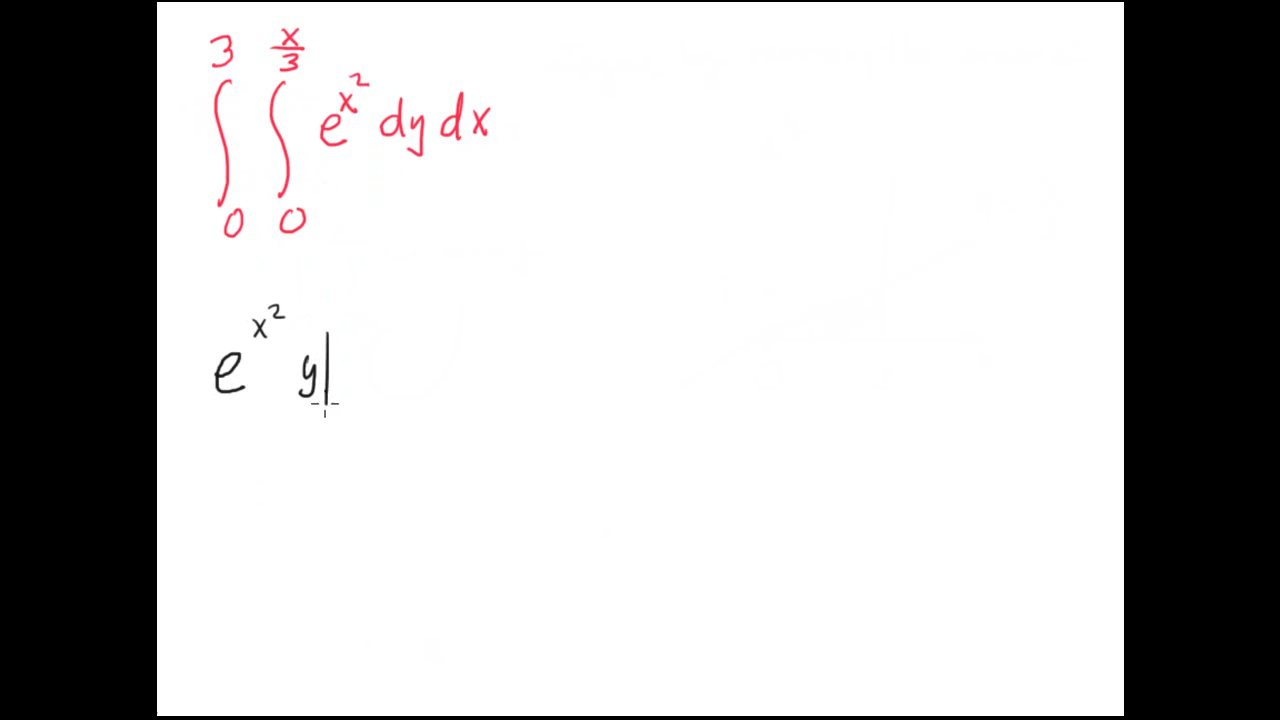 ∫₀³ ∫₀^(x/3) e^(x²) dy dx
e^(x²) y|